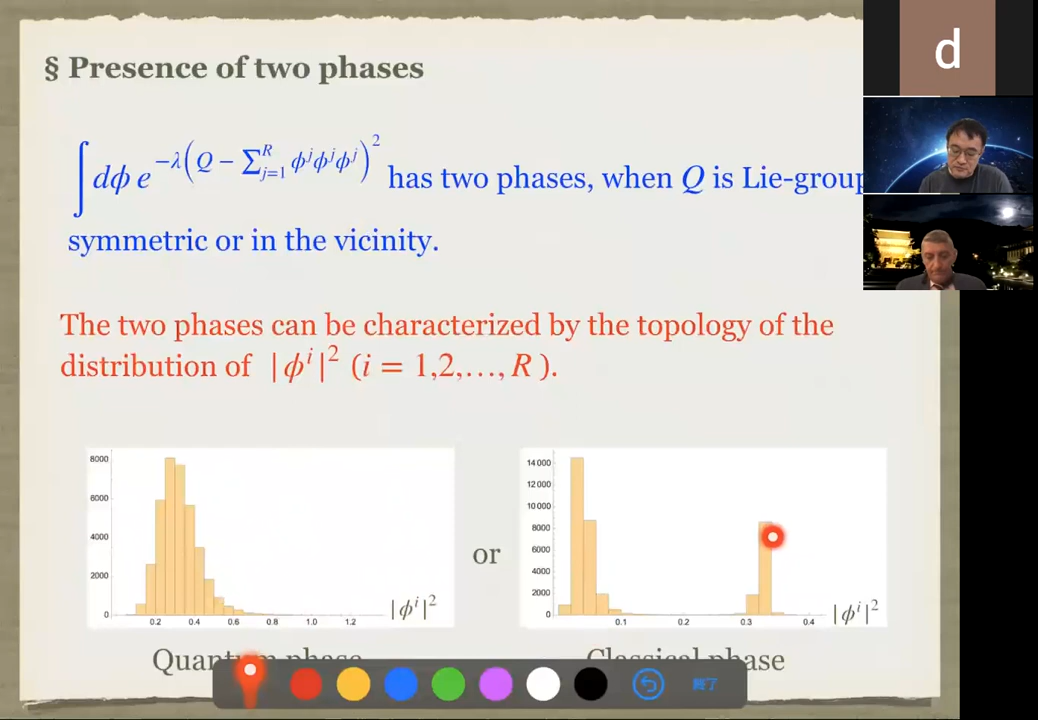 § Presence of two phases
d
∫ dϕ e^{-λ(Q − ∑_{j=1}^{R} ϕ^j ϕ^j ϕ^j)^2} has two phases, when Q is Lie-group
symmetric or in the vicinity.
The two phases can be characterized by the topology of the
distribution of |ϕ^i|^2 (i = 1,2,…, R ).
8000
6000
4000
2000
0
0.2 0.4 0.6 0.8 1.0 1.2
|ϕ^i|^2
or
14 000
12 000
10 000
8000
6000
4000
2000
0
0.1 0.2 0.3 0.4
|ϕ^i|^2
Quantum phase
Classical phase
終了